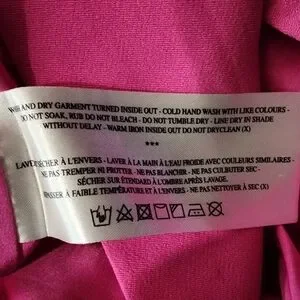 WASH AND DRY GARMENT TURNED INSIDE OUT - COLD HAND WASH WITH LIKE COLOURS -
DO NOT SOAK, RUB DO NOT BLEACH - DO NOT TUMBLE DRY - LINE DRY IN SHADE
WITHOUT DELAY - WARM IRON INSIDE OUT DO NOT DRYCLEAN (X)
***
LAVER/SÉCHER À L'ENVERS - LAVER À LA MAIN À L'EAU FROIDE AVEC COULEURS SIMILAIRES -
NE PAS TREMPER NI FROTTER - NE PAS BLANCHIR - NE PAS CULBUTER SEC -
SÉCHER SUR ÉTENDARD À L'OMBRE APRÈS LAVAGE.
REPASSER À FAIBLE TEMPÉRATURE ET À L'ENVERS - NE PAS NETTOYER À SEC (X)